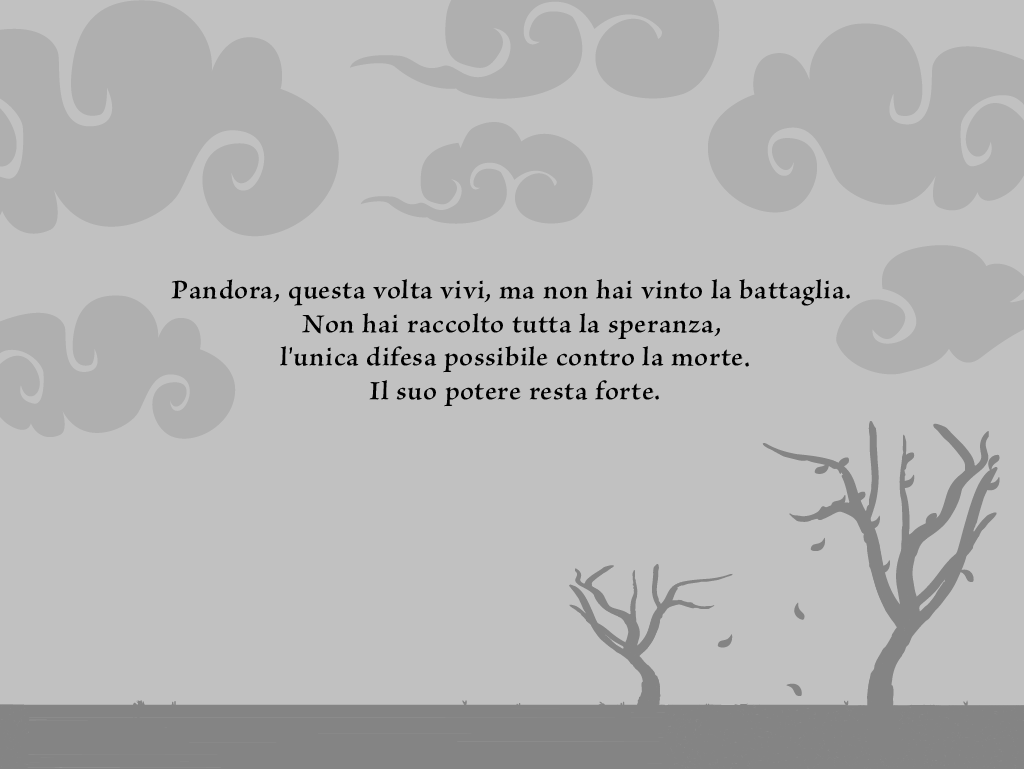 Pandora, questa volta vivi, ma non hai vinto la battaglia.
Non hai raccolto tutta la speranza,
l'unica difesa possibile contro la morte.
Il suo potere resta forte.